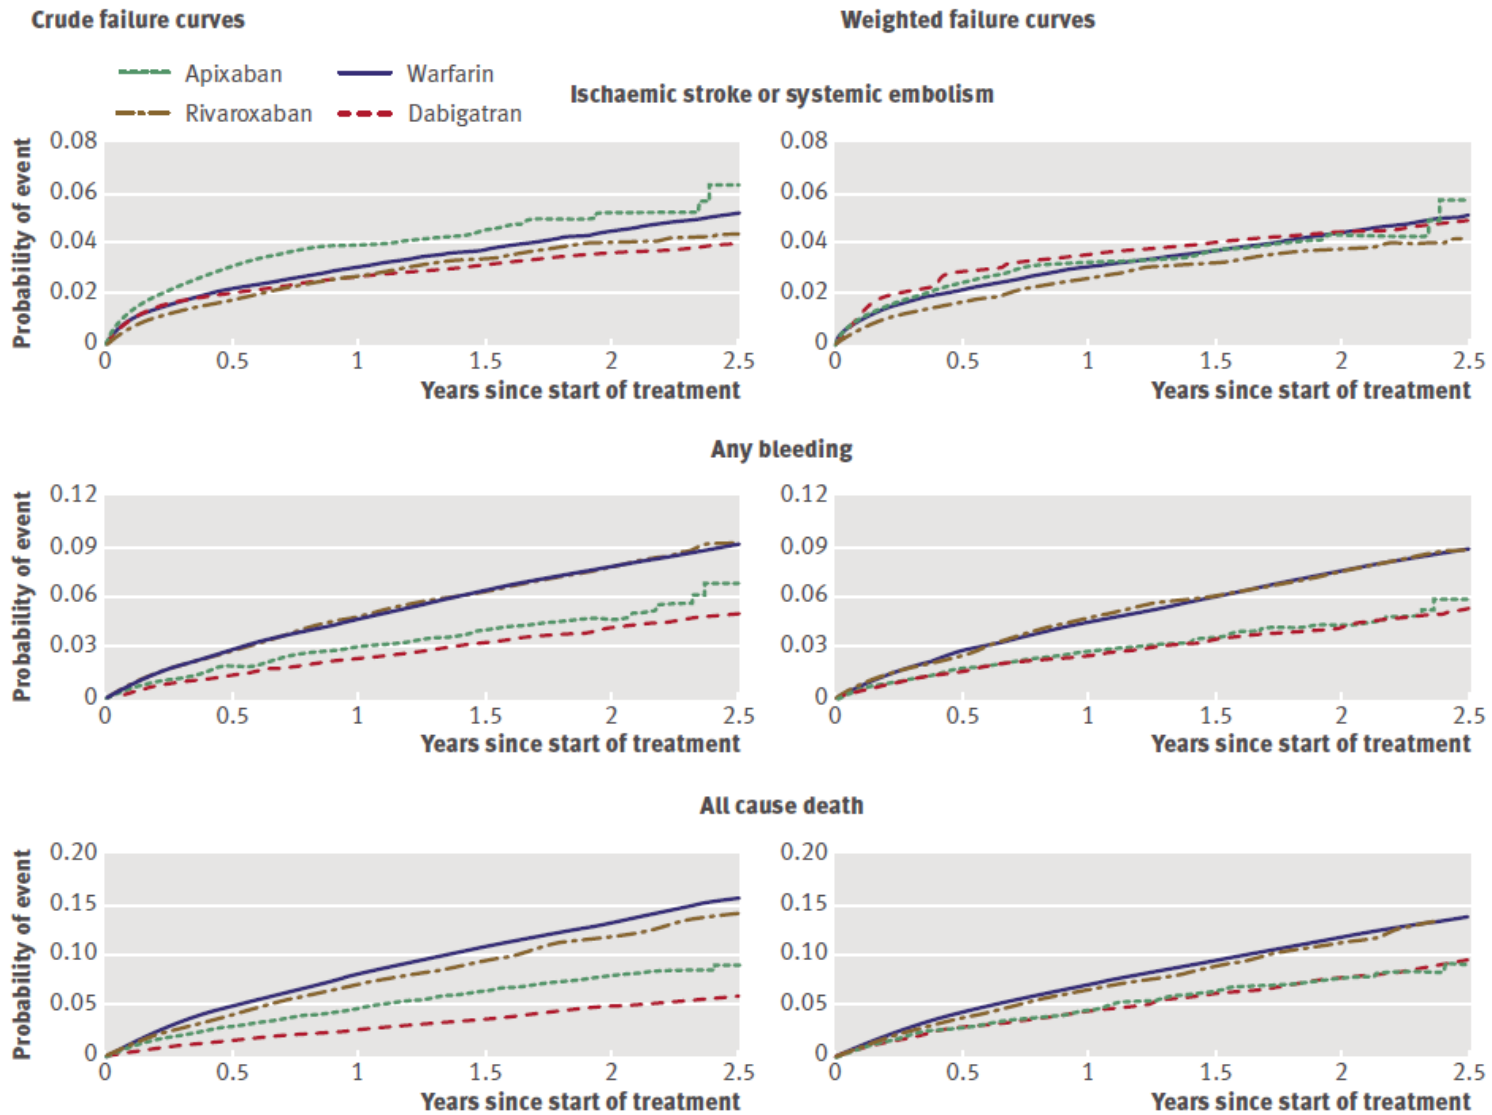 Crude failure curves
Weighted failure curves
Apixaban
Warfarin
Rivaroxaban
Dabigatran
Ischaemic stroke or systemic embolism
Probability of event
0.08
0.06
0.04
0.02
0
0 0.5 1 1.5 2 2.5
Years since start of treatment
0.08
0.06
0.04
0.02
0
0 0.5 1 1.5 2 2.5
Years since start of treatment
Any bleeding
Probability of event
0.12
0.09
0.06
0.03
0
0 0.5 1 1.5 2 2.5
Years since start of treatment
0.12
0.09
0.06
0.03
0
0 0.5 1 1.5 2 2.5
Years since start of treatment
All cause death
Probability of event
0.20
0.15
0.10
0.05
0
0 0.5 1 1.5 2 2.5
Years since start of treatment
0.20
0.15
0.10
0.05
0
0 0.5 1 1.5 2 2.5
Years since start of treatment